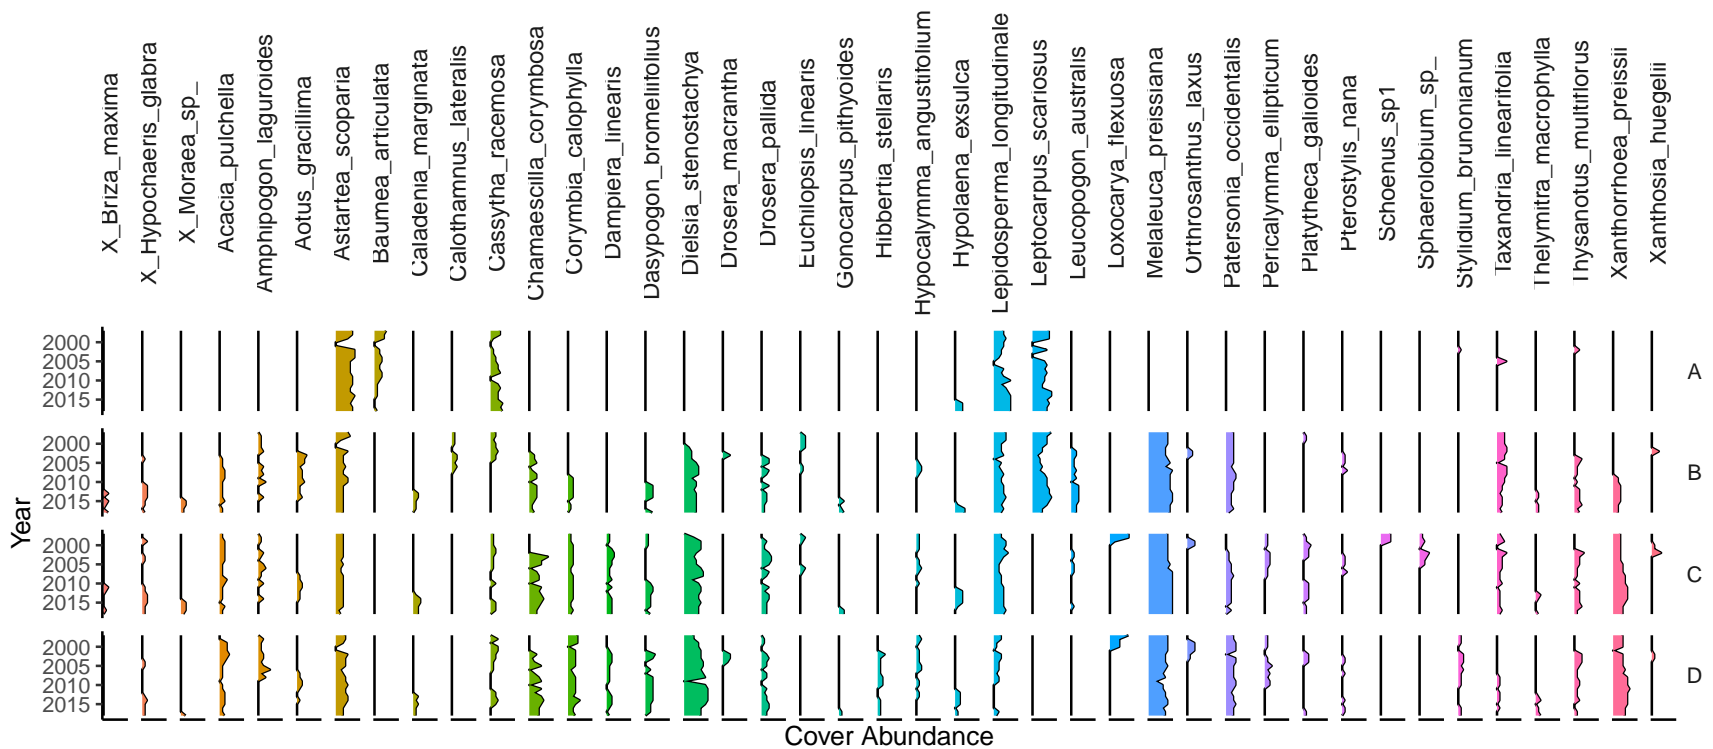 X_Briza_maxima
X_Hypochaeris_glabra
X_Moraea_sp_
Acacia_pulchella
Amphipogon_laguroides
Aotus_gracillima
Astartea_scoparia
Baumea_articulata
Caladenia_marginata
Calothamnus_lateralis
Cassytha_racemosa
Chamaescilla_corymbosa
Corymbia_calophylla
Dampiera_linearis
Dasypogon_bromeliifolius
Dielsia_stenostachya
Drosera_macrantha
Drosera_pallida
Euchilopsis_linearis
Gonocarpus_pithyoides
Hibbertia_stellaris
Hypocalymma_angustifolium
Hypolaena_exsulca
Lepidosperma_longitudinale
Leptocarpus_scariosus
Leucopogon_australis
Loxocarya_flexuosa
Melaleuca_preissiana
Orthrosanthus_laxus
Patersonia_occidentalis
Pericalymma_ellipticum
Platytheca_galioides
Pterostylis_nana
Schoenus_sp1
Sphaerolobium_sp_
Stylidium_brunonianum
Taxandria_linearifolia
Thelymitra_macrophylla
Thysanotus_multiflorus
Xanthorrhoea_preissii
Xanthosia_huegelii
2000
2005
2010
2015
A
2000
2005
2010
2015
B
2000
2005
2010
2015
C
2000
2005
2010
2015
D
Year
Cover Abundance